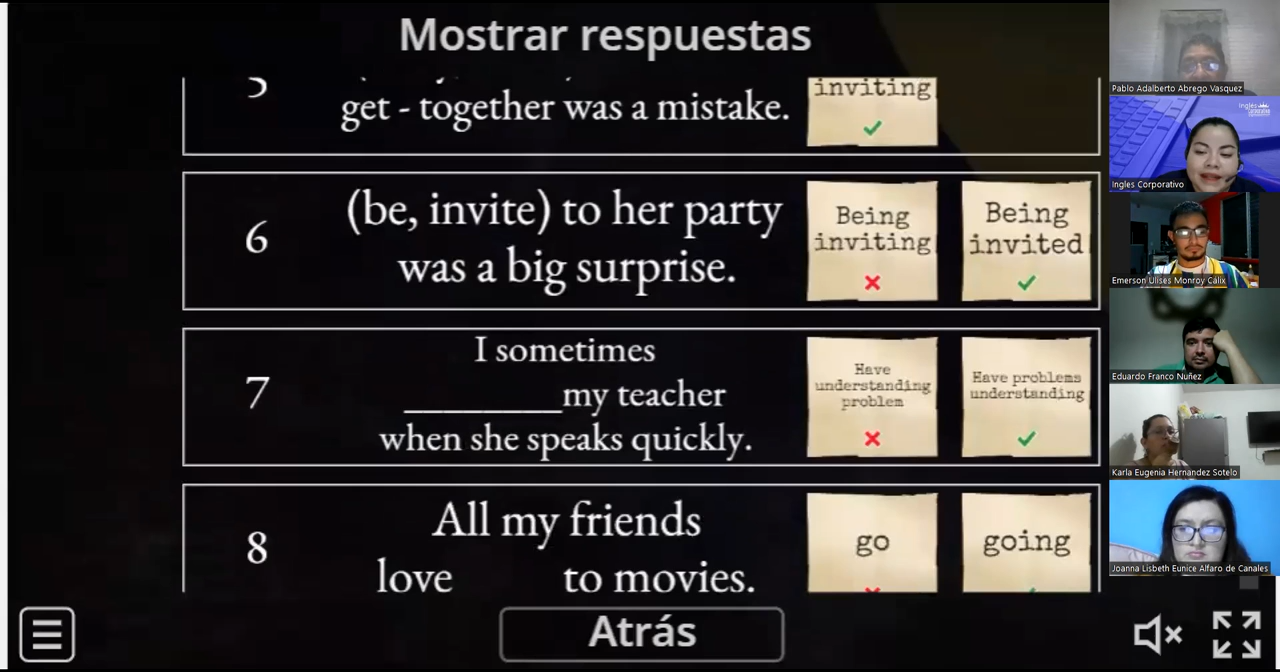 Mostrar respuestas
get - together was a mistake.
inviting
6
(be, invite) to her party
was a big surprise.
Being
inviting
Being
invited
7
I sometimes
_________my teacher
when she speaks quickly.
Have
understanding
problem
Have problems
understanding
8
All my friends
love to movies.
go
going
Atrás
Pablo Adalberto Abrego Vasquez
Ingles Corporativo
Emerson Ulises Monroy Cálix
Eduardo Franco Nuñez
Karla Eugenia Hernandez Sotelo
Joanna Lisbeth Eunice Alfaro de Canales